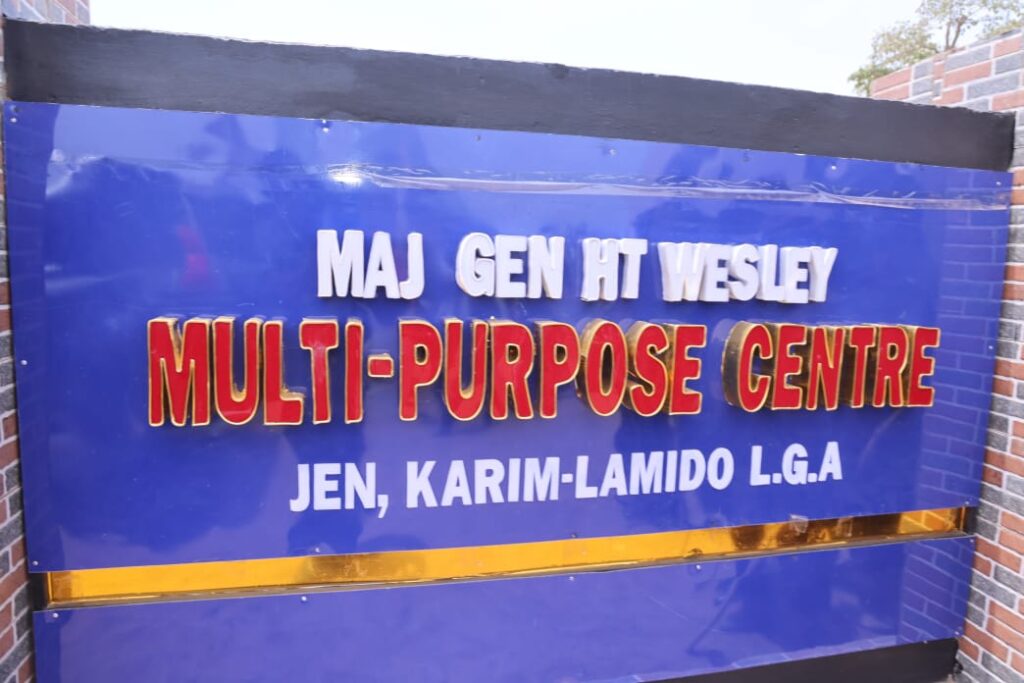 MAJ GEN HT WESLEY
MULTI-PURPOSE CENTRE
JEN, KARIM-LAMIDO L.G.A